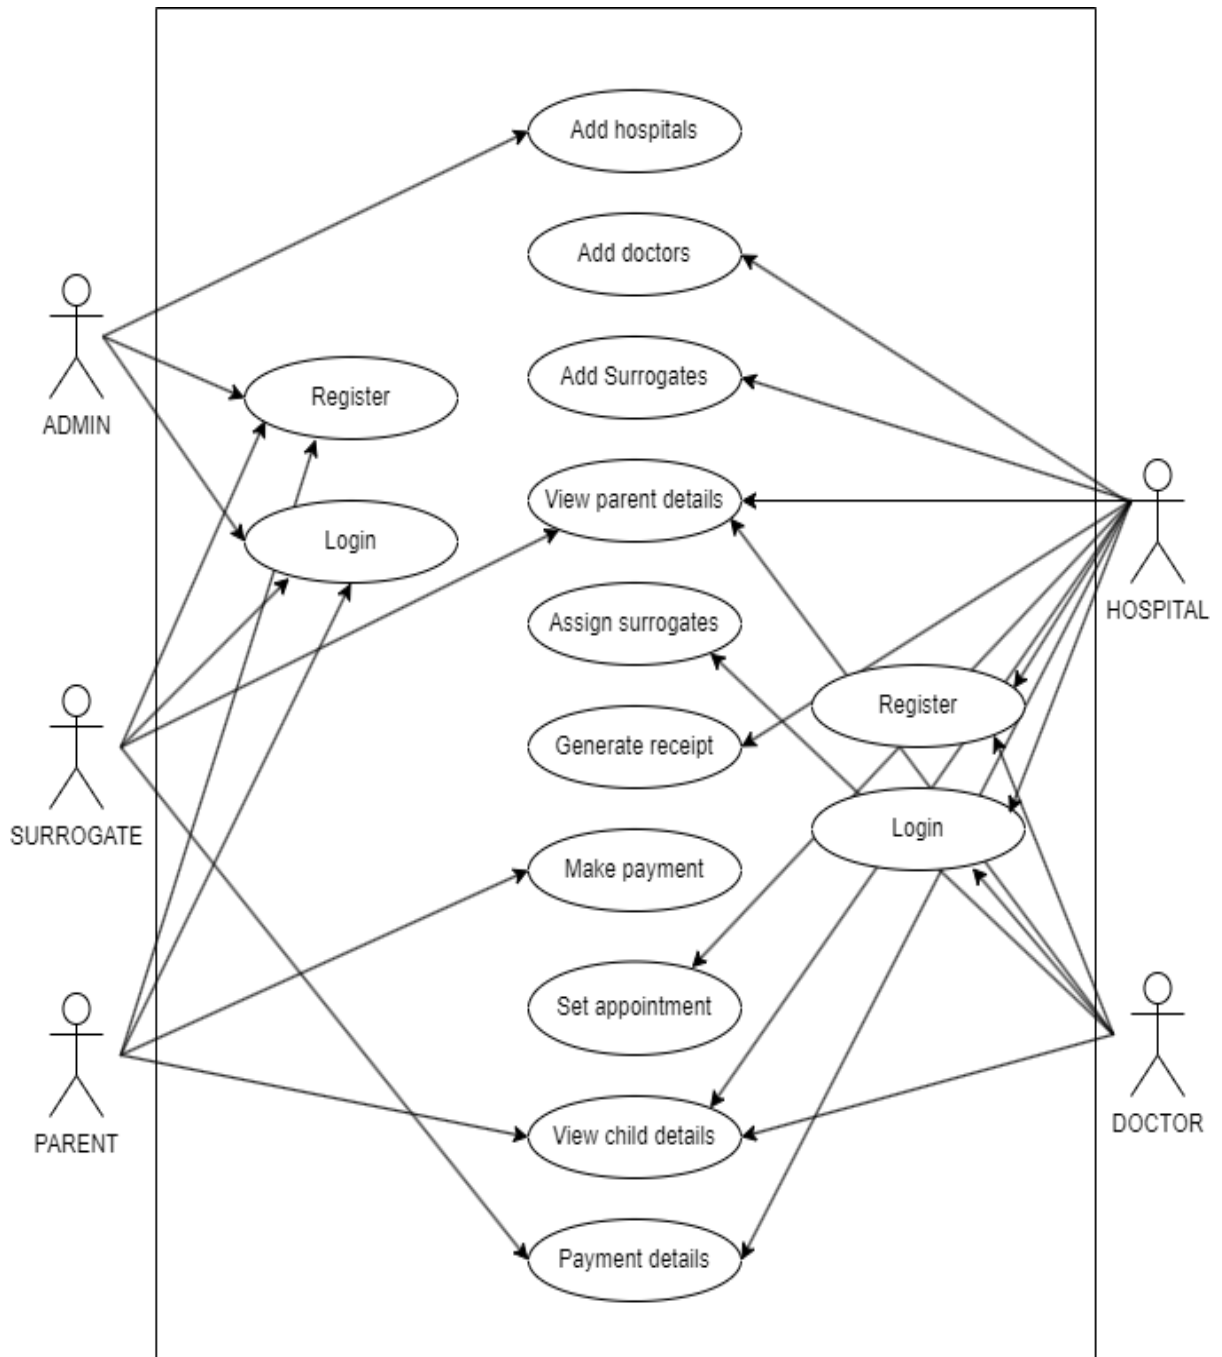 Add hospitals
Add doctors
ADMIN
Register
Add Surrogates
Login
View parent details
HOSPITAL
Assign surrogates
Register
Generate receipt
SURROGATE
Login
Make payment
Set appointment
PARENT
View child details
DOCTOR
Payment details